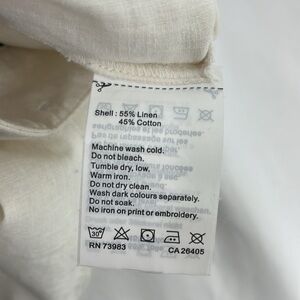 Shell : 55% Linen
45% Cotton
Machine wash cold.
Do not bleach.
Tumble dry, low.
Warm iron.
Do not dry clean.
Wash dark colours separately.
Do not soak.
No iron on print or embroidery.
30°
RN 73983 CA 26405